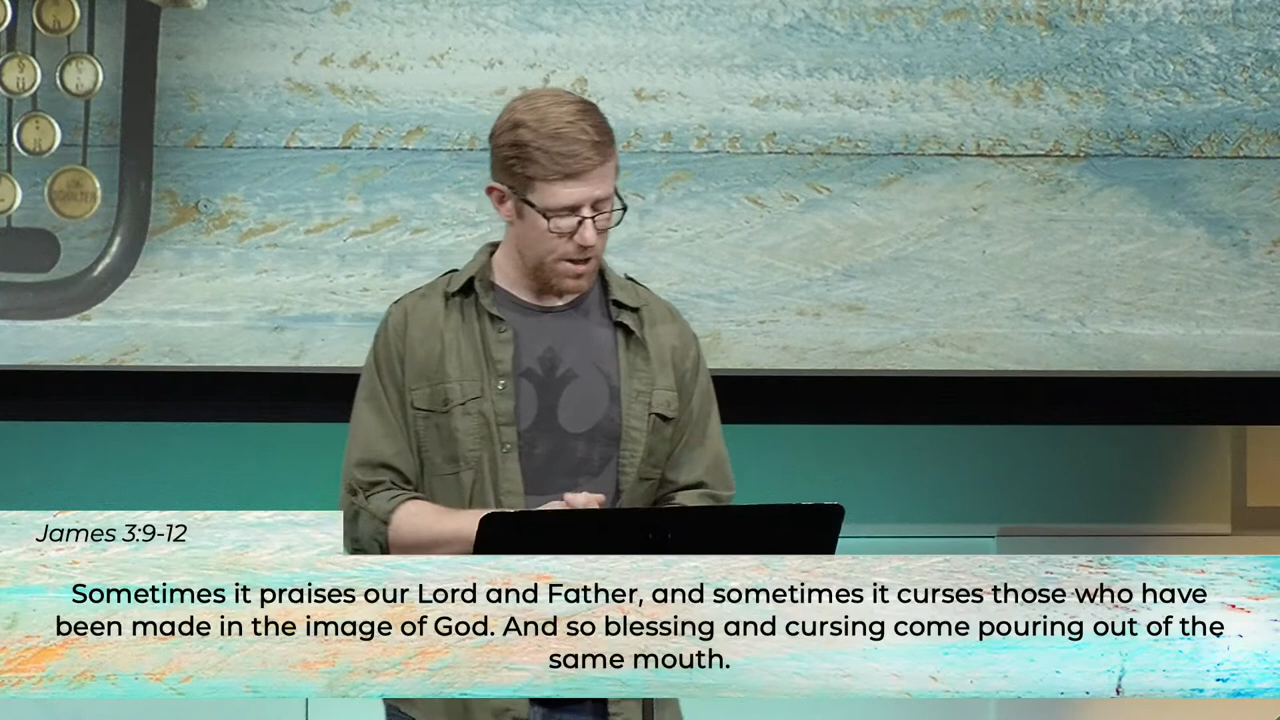 James 3:9-12
Sometimes it praises our Lord and Father, and sometimes it curses those who have
been made in the image of God. And so blessing and cursing come pouring out of the
same mouth.